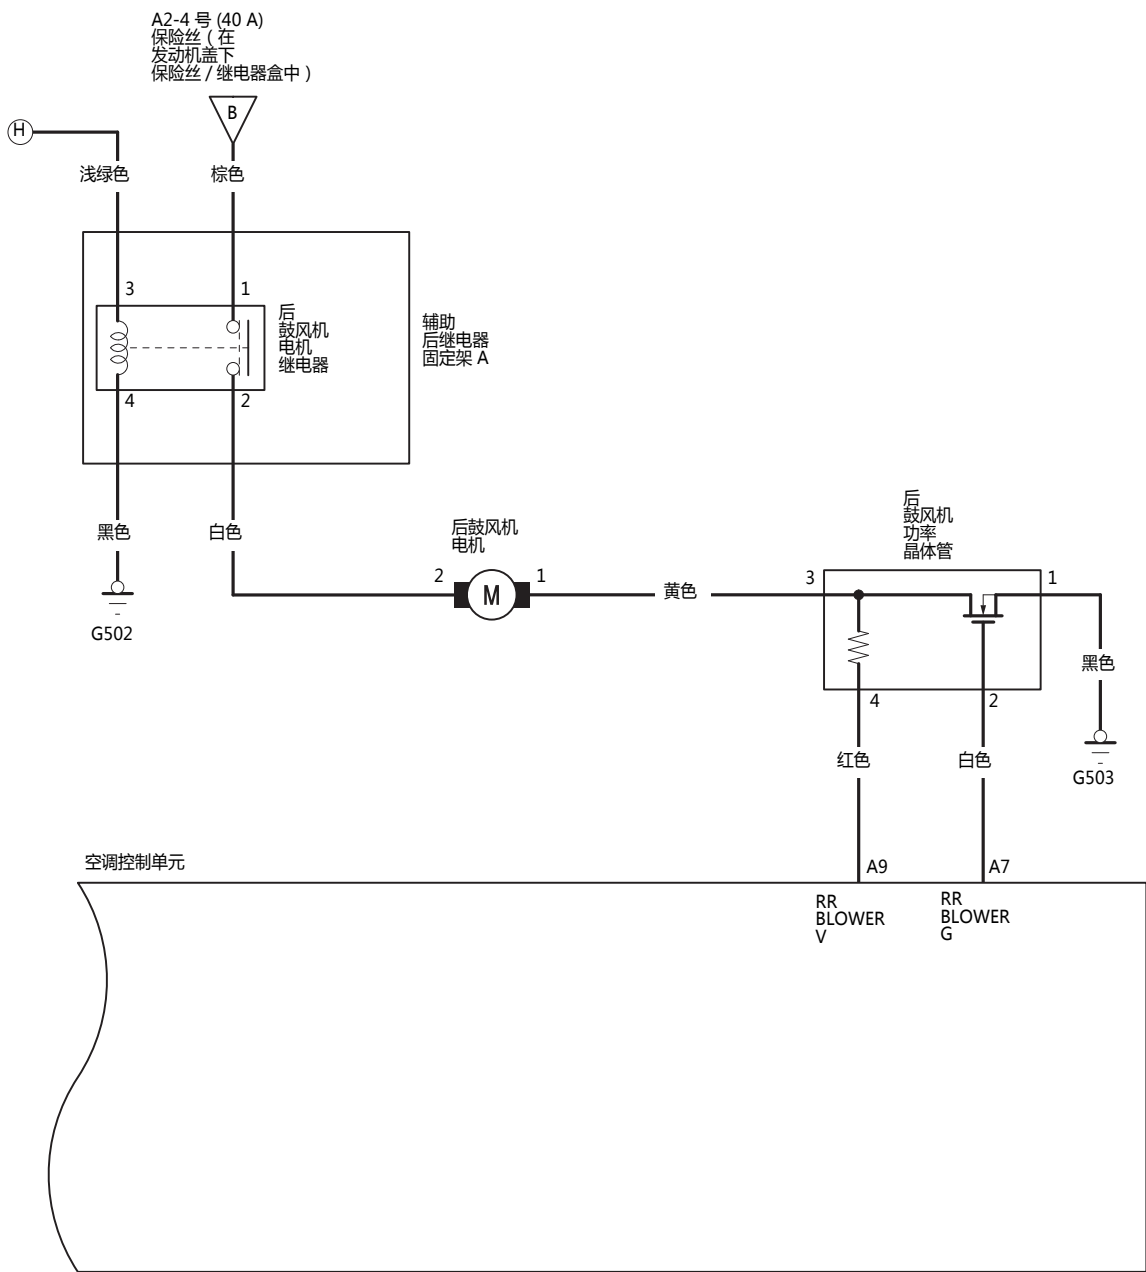 A2-4 号 (40 A)
保险丝 ( 在
发动机盖下
保险丝 / 继电器盒中 )
B
H
浅绿色
棕色
3
1
后
鼓风机
电机
继电器
辅助
后继电器
固定架 A
4
2
黑色
白色
G502
后鼓风机
电机
2
M
1
黄色
后
鼓风机
功率
晶体管
3
1
4
2
黑色
G503
红色
白色
空调控制单元
A9
A7
RR
BLOWER
V
RR
BLOWER
G